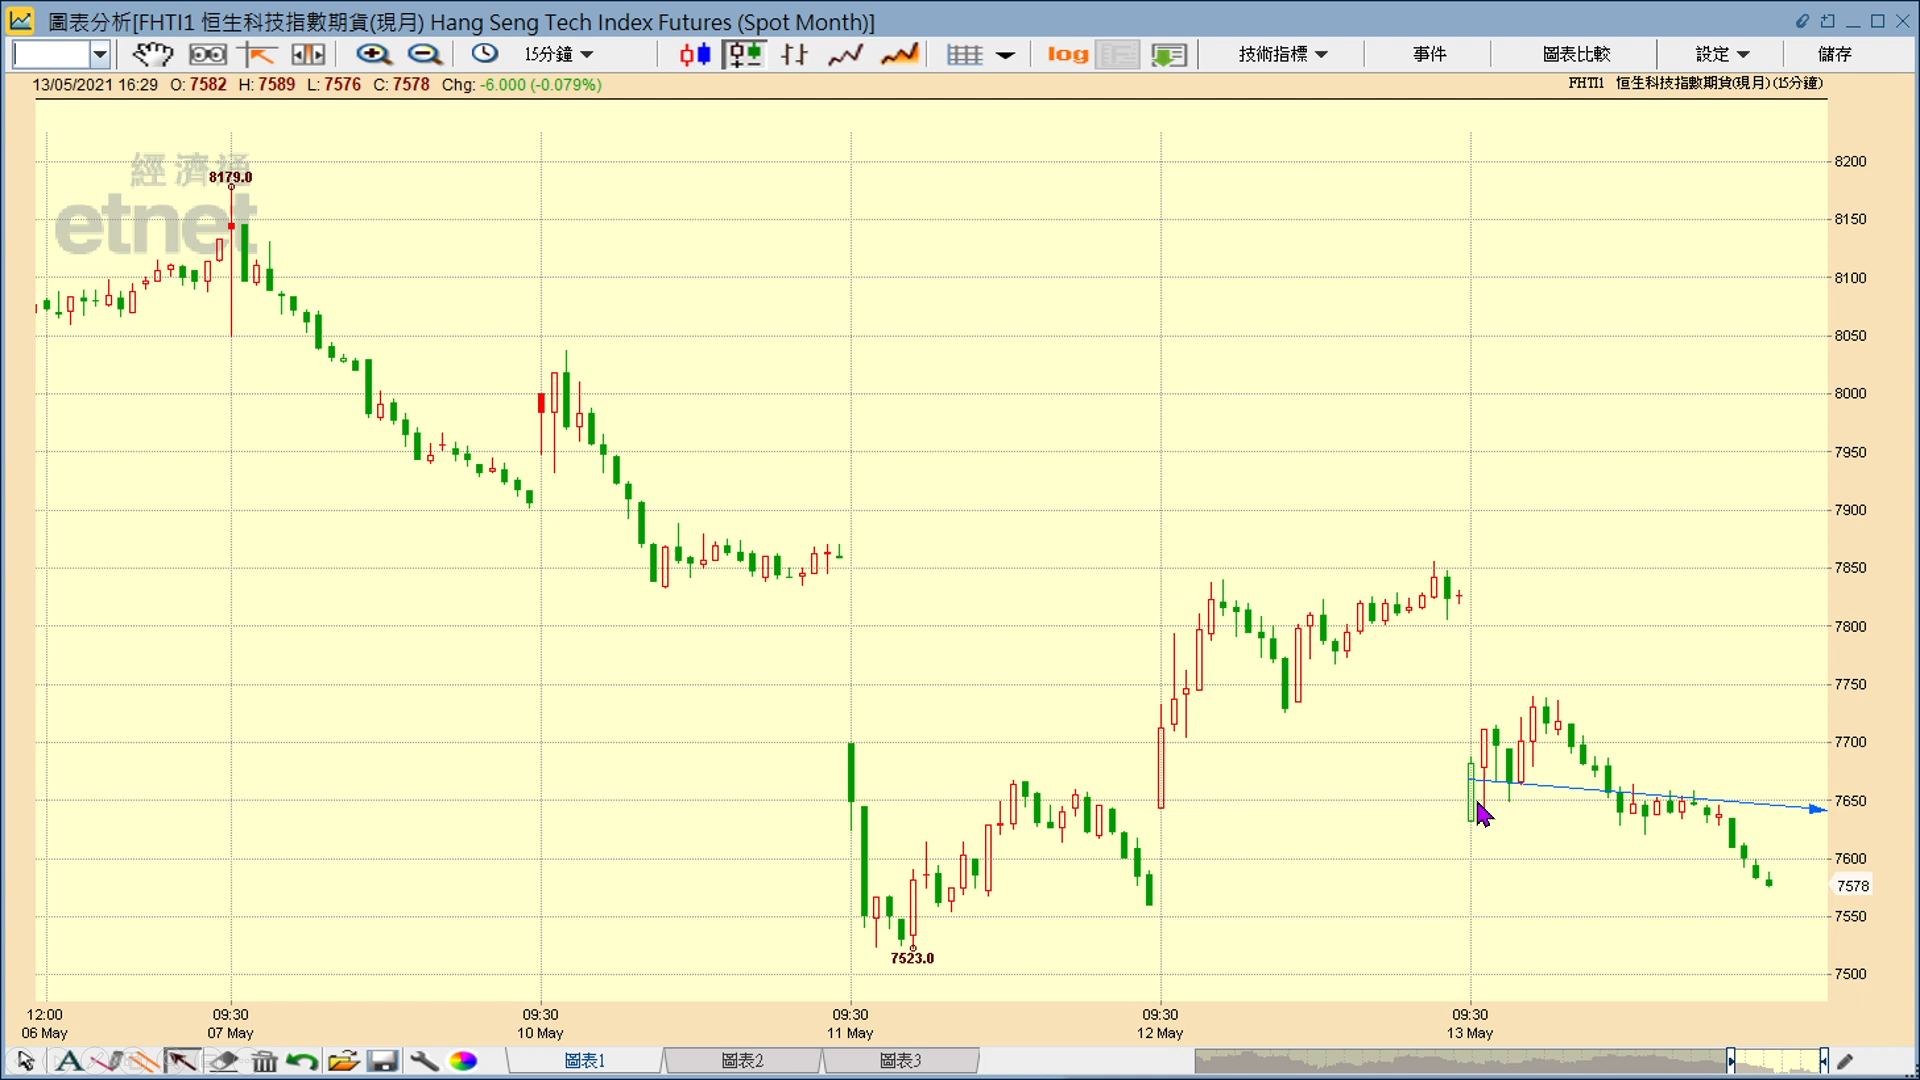 圖表分析[FHTI1 恒生科技指數期貨(現月) Hang Seng Tech Index Futures (Spot Month)]
15分鐘
log
技術指標
事件
圖表比較
設定
儲存
13/05/2021 16:29 O: 7582 H: 7589 L: 7576 C: 7578 Chg: -6.000 (-0.079%)
FHTI1 恒生科技指數期貨(現月) (15分鐘)
經濟通
etnet
8179.0
7523.0
8200
8150
8100
8050
8000
7950
7900
7850
7800
7750
7700
7650
7600
7578
7550
7500
12:00 09:30 09:30 09:30 09:30 09:30
06 May 07 May 10 May 11 May 12 May 13 May
A
圖表1 圖表2 圖表3